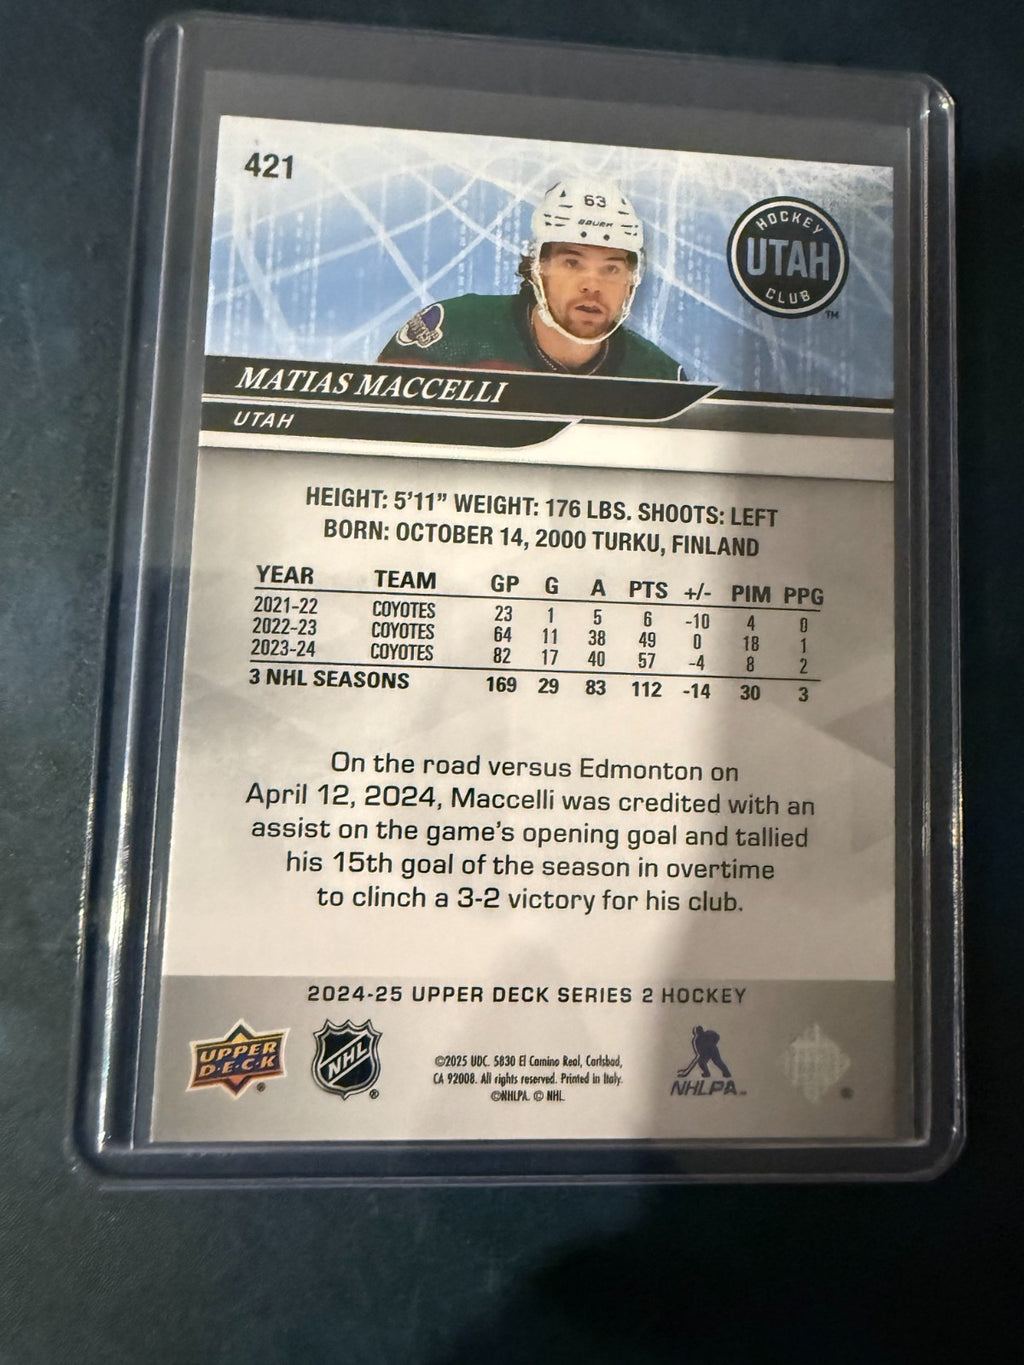 421
63
BAUER
HOCKEY
UTAH
CLUB
TM
MATIAS MACCELLI
UTAH
HEIGHT: 5'11" WEIGHT: 176 LBS. SHOOTS: LEFT
BORN: OCTOBER 14, 2000 TURKU, FINLAND
YEAR TEAM GP G A PTS +/- PIM PPG
2021-22 COYOTES 23 1 5 6 -10 4 0
2022-23 COYOTES 64 11 38 49 0 18 1
2023-24 COYOTES 82 17 40 57 -4 8 2
3 NHL SEASONS 169 29 83 112 -14 30 3
On the road versus Edmonton on
April 12, 2024, Maccelli was credited with an
assist on the game's opening goal and tallied
his 15th goal of the season in overtime
to clinch a 3-2 victory for his club.
2024-25 UPPER DECK SERIES 2 HOCKEY
UPPER
D·E·C·K
®
NHL
®
©2025 UDC. 5830 El Camino Real, Carlsbad,
CA 92008. All rights reserved. Printed in Italy.
©NHLPA. © NHL.
NHLPA™
®